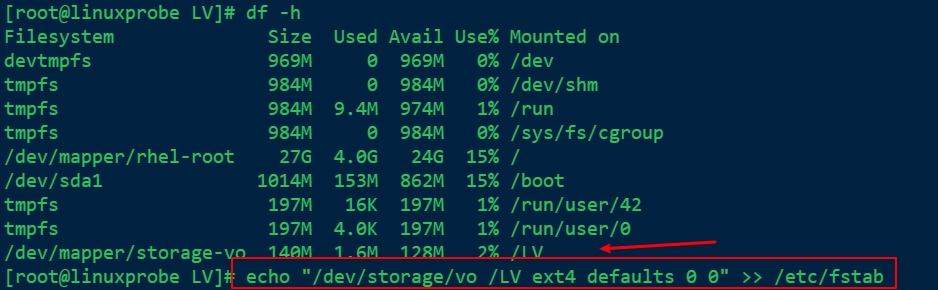 [root@linuxprobe LV]# df -h
Filesystem Size Used Avail Use% Mounted on
devtmpfs 969M 0 969M 0% /dev
tmpfs 984M 0 984M 0% /dev/shm
tmpfs 984M 9.4M 974M 1% /run
tmpfs 984M 0 984M 0% /sys/fs/cgroup
/dev/mapper/rhel-root 27G 4.0G 24G 15% /
/dev/sda1 1014M 153M 862M 15% /boot
tmpfs 197M 16K 197M 1% /run/user/42
tmpfs 197M 4.0K 197M 1% /run/user/0
/dev/mapper/storage-vo 140M 1.6M 128M 2% /LV
[root@linuxprobe LV]# echo "/dev/storage/vo /LV ext4 defaults 0 0" >> /etc/fstab